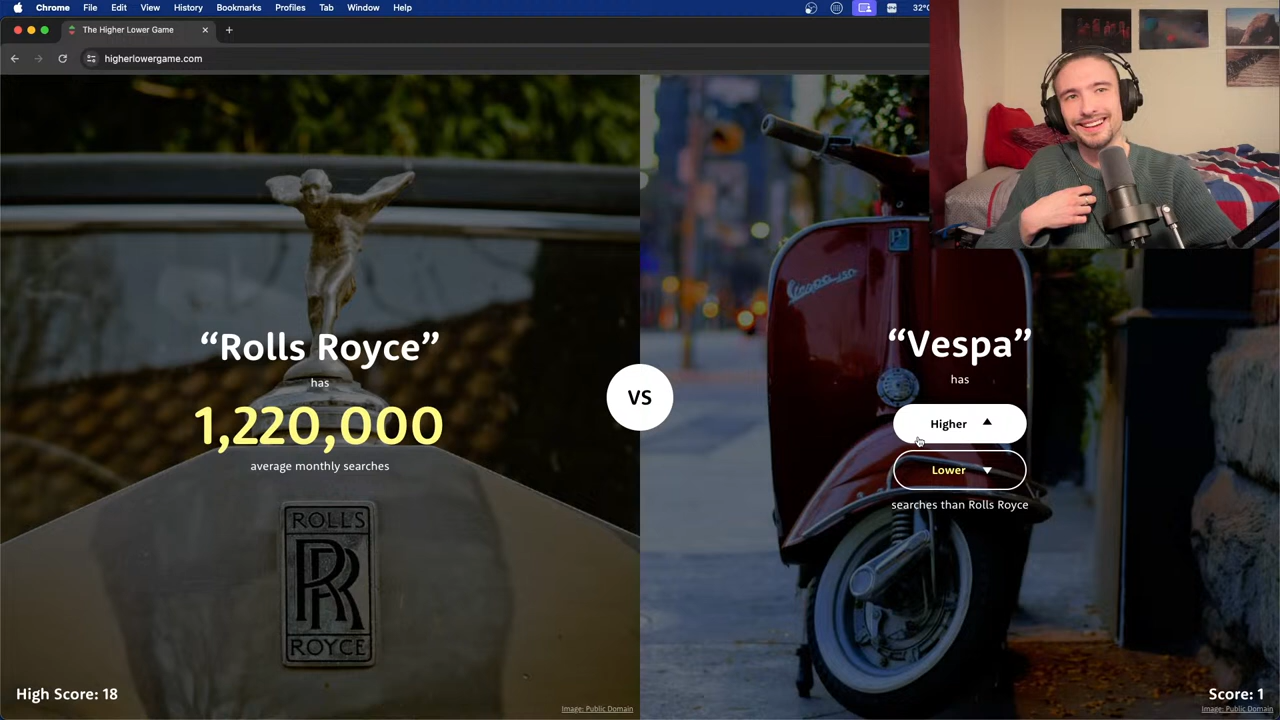 Chrome File Edit View History Bookmarks Profiles Tab Window Help
The Higher Lower Game
higherlowergame.com
Vespa 150
“Rolls Royce”
has
1,220,000
average monthly searches
VS
“Vespa”
has
Higher
Lower
searches than Rolls Royce
ROLLS
RR
ROYCE
High Score: 18
Image: Public Domain
Score: 1
Image: Public Domain